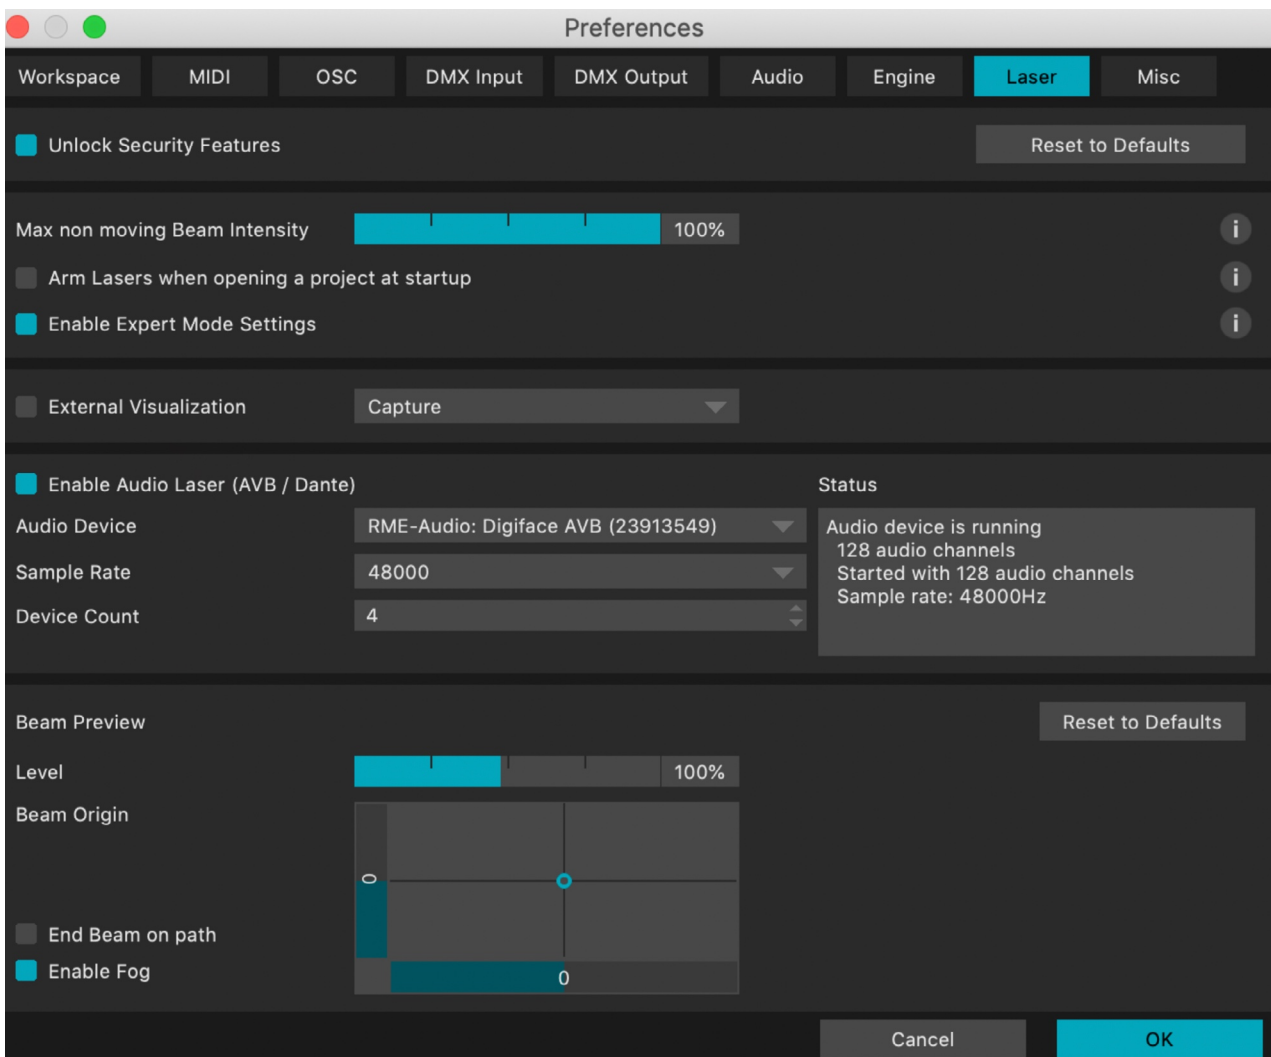 Preferences
Workspace MIDI OSC DMX Input DMX Output Audio Engine Laser Misc
Unlock Security Features Reset to Defaults
Max non moving Beam Intensity 100% i
Arm Lasers when opening a project at startup i
Enable Expert Mode Settings i
External Visualization Capture
Enable Audio Laser (AVB / Dante) Status
Audio Device RME-Audio: Digiface AVB (23913549) Audio device is running
128 audio channels
Sample Rate 48000 Started with 128 audio channels
Sample rate: 48000Hz
Device Count 4
Beam Preview Reset to Defaults
Level 100%
Beam Origin
0
End Beam on path
Enable Fog 0
Cancel OK